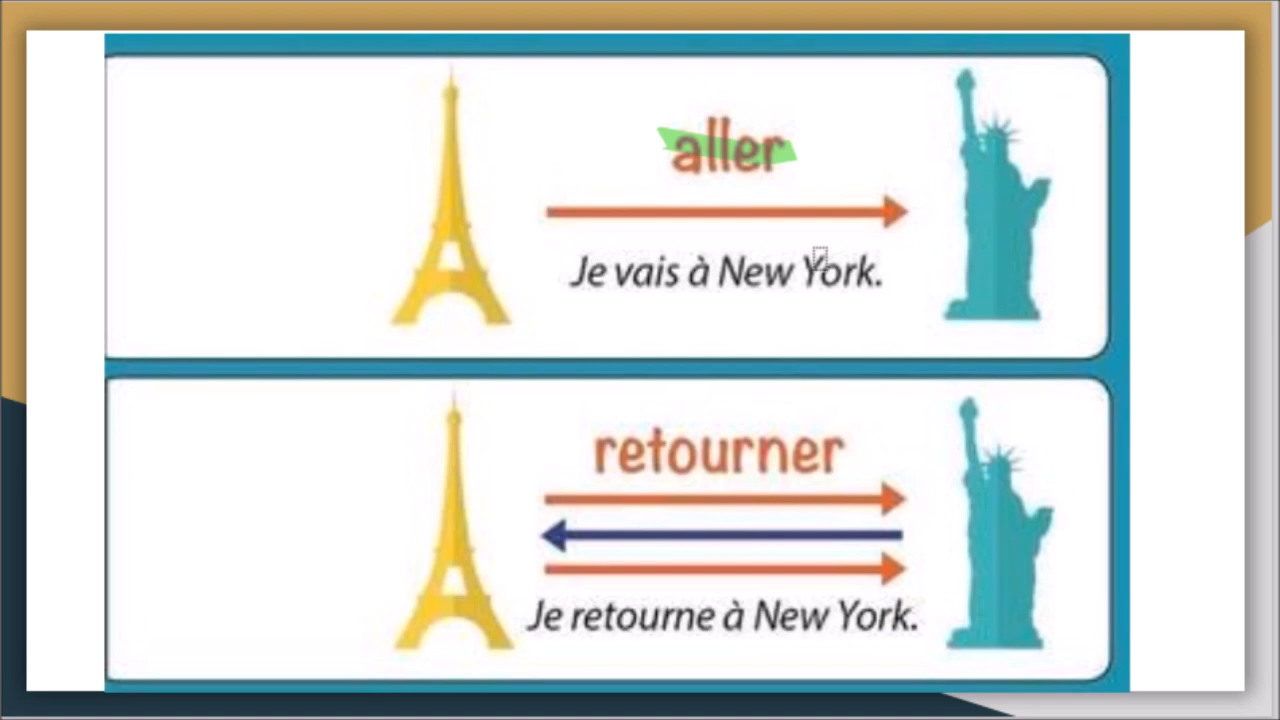 aller
Je vais à New York.
retourner
Je retourne à New York.